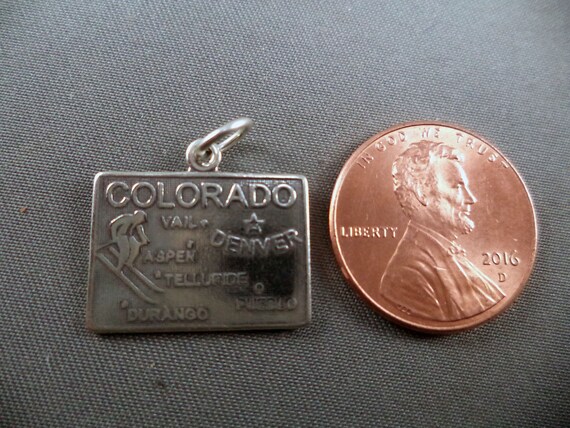 COLORADO
VAIL
DENVER
ASPEN
TELLURIDE
PUEBLO
DURANGO
IN GOD WE TRUST
LIBERTY
2016
D